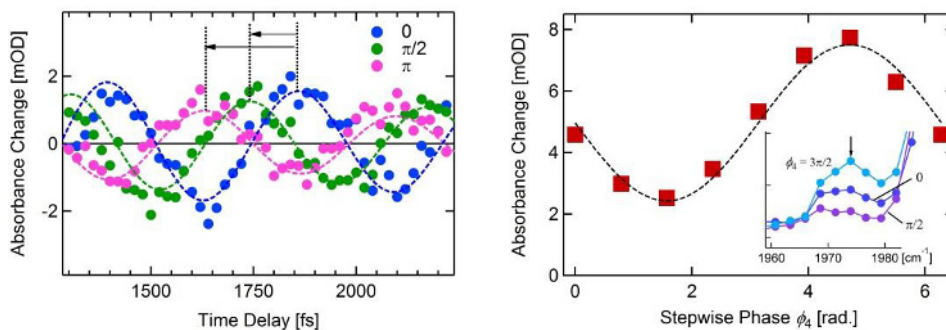 Absorbance Change [mOD]
2
0
-2
1500
1750
2000
Time Delay [fs]
0
π/2
π
Absorbance Change [mOD]
8
6
4
2
0
0
2
4
6
Stepwise Phase ϕ4 [rad.]
ϕ4 = 3π/2
0
π/2
1960
1970
1980 [cm⁻¹]